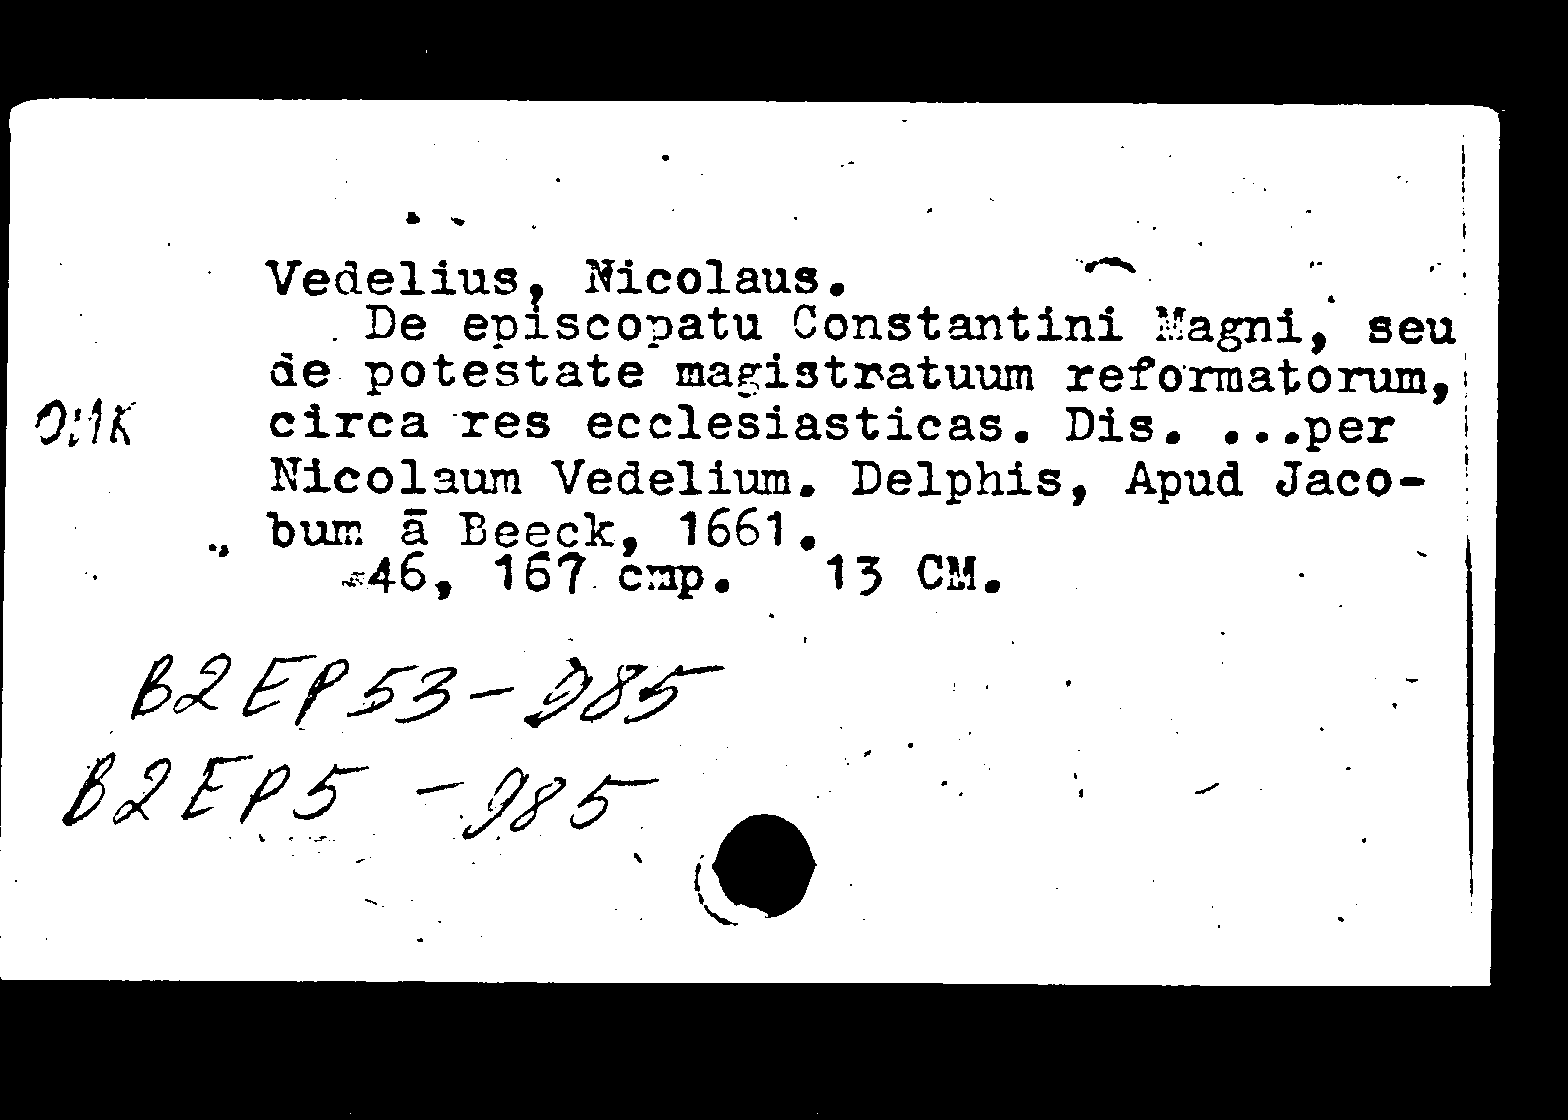 Vedelius, Nicolaus.
De episcopatu Constantini Magni, seu
de potestate magistratuum reformatorum,
circa res ecclesiasticas. Dis. ...per
Nicolaum Vedelium. Delphis, Apud Jaco-
bum ā Beeck, 1661.
46, 167 cmp. 13 CM.
B2EP53-985
B2EP5 -985